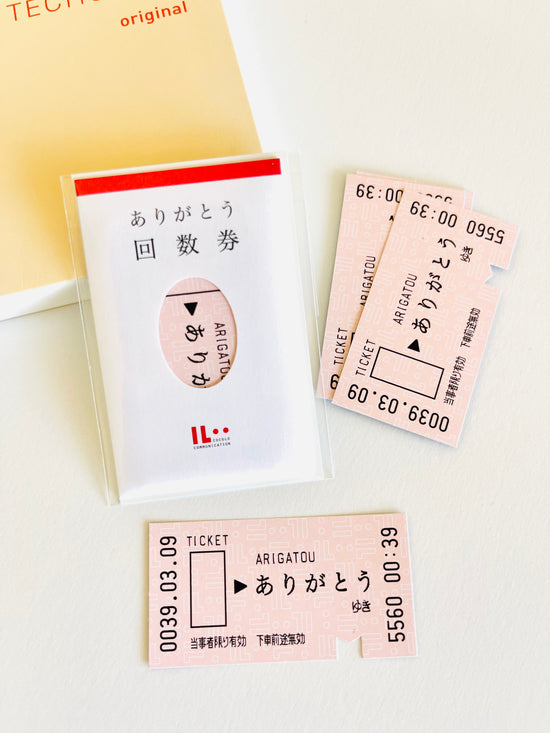 original
ありがとう
回数券
ARIGATOU
ありが
COCOLO
COMMUNICATION
00:39
5560 00:39
ARIGATOU
ありがとう
ゆき
TICKET
当事者限り有効 下車前途無効
0039.03.09
TICKET
0039.03.09
TICKET
ARIGATOU
ありがとう
ゆき
当事者限り有効 下車前途無効
5560 00:39